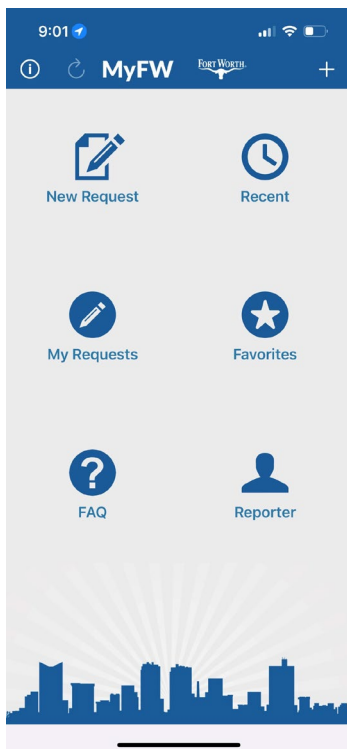 9:01
MyFW FORT WORTH.
New Request Recent
My Requests Favorites
FAQ Reporter